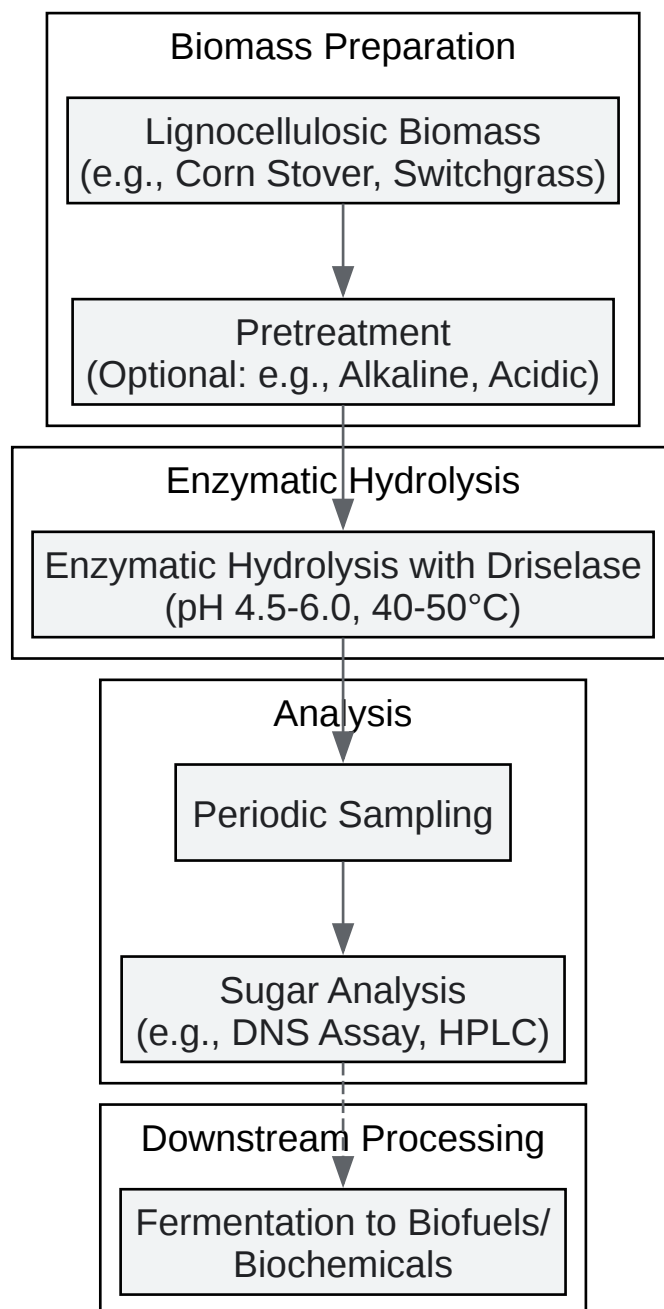 Biomass Preparation
Lignocellulosic Biomass
(e.g., Corn Stover, Switchgrass)
Pretreatment
(Optional: e.g., Alkaline, Acidic)
Enzymatic Hydrolysis
Enzymatic Hydrolysis with Driselase
(pH 4.5-6.0, 40-50°C)
Analysis
Periodic Sampling
Sugar Analysis
(e.g., DNS Assay, HPLC)
Downstream Processing
Fermentation to Biofuels/
Biochemicals